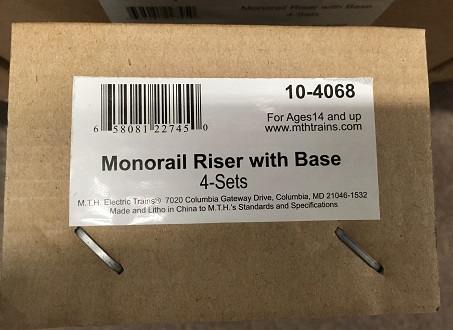 Monorail Riser with Base
4-Sets
10-4068
6 58081 22745 0
For Ages14 and up
www.mthtrains.com
Monorail Riser with Base
4-Sets
M.T.H. Electric Trains® 7020 Columbia Gateway Drive, Columbia, MD 21046-1532
Made and Litho in China to M.T.H.'s Standards and Specifications